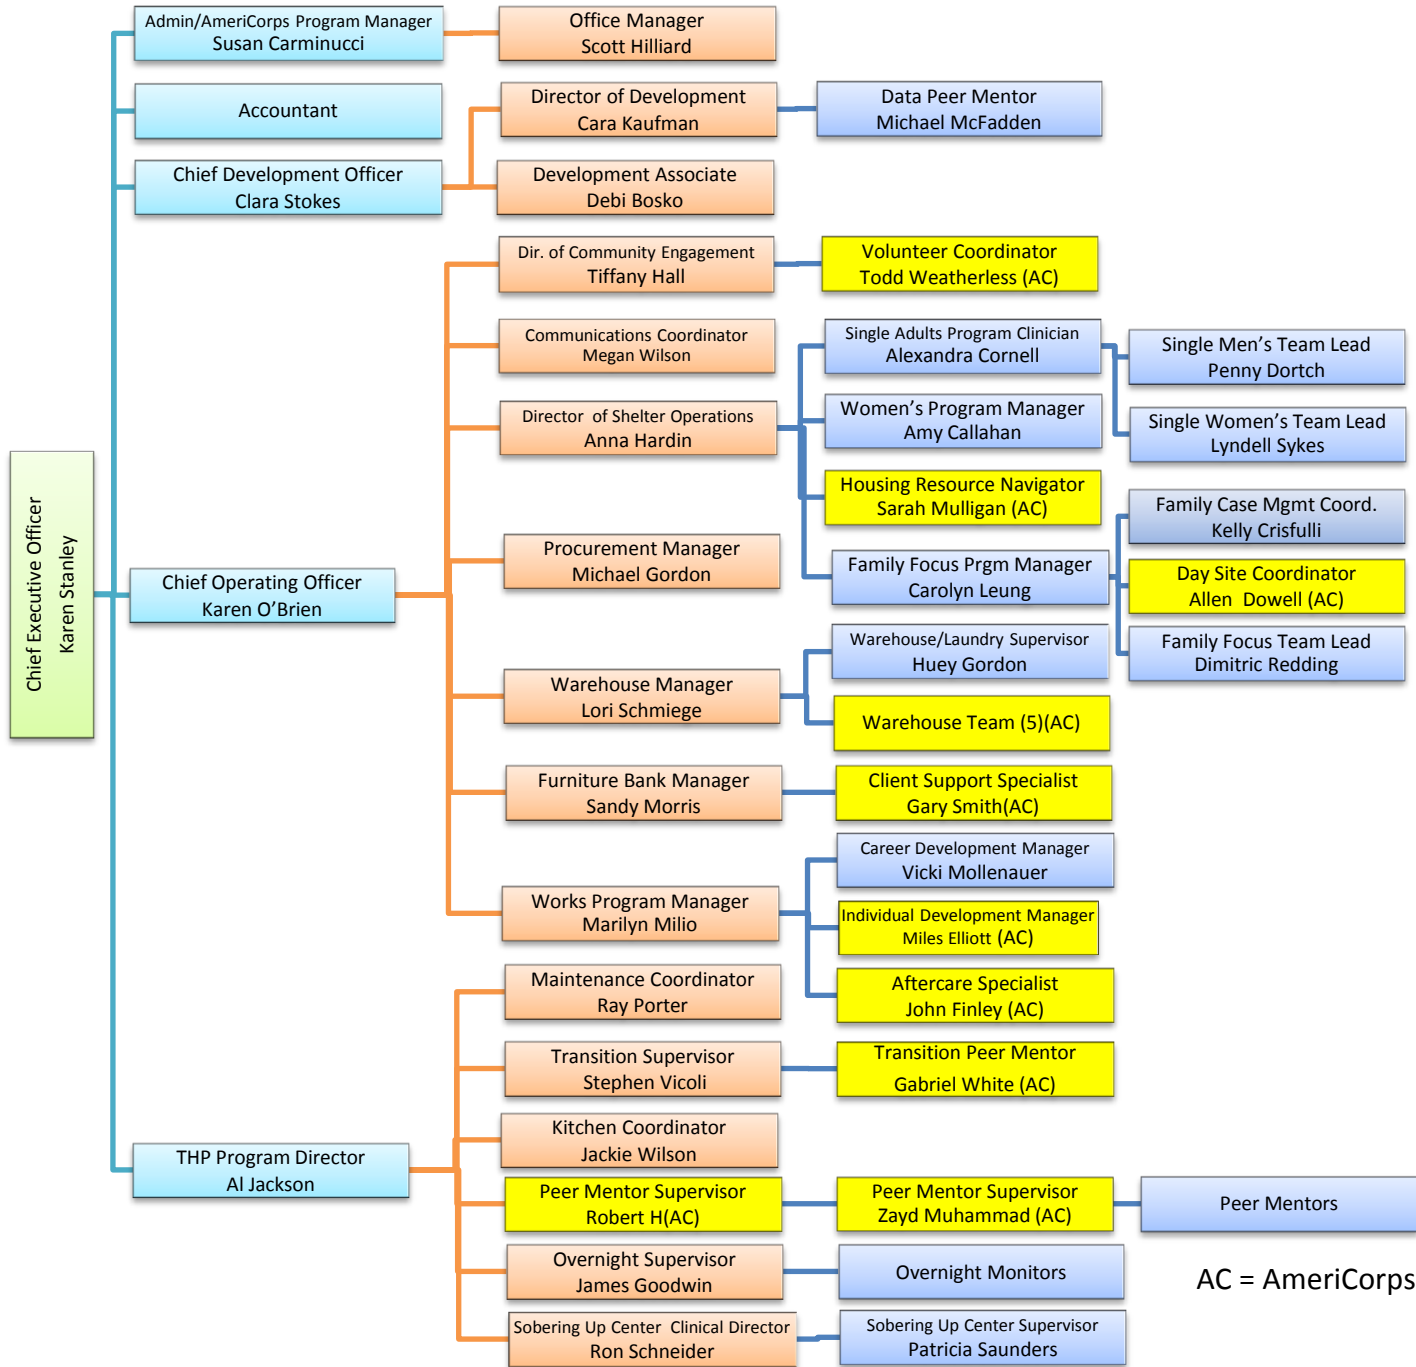 Admin/AmeriCorps Program Manager
Susan Carminucci
Office Manager
Scott Hilliard
Accountant
Director of Development
Cara Kaufman
Data Peer Mentor
Michael McFadden
Chief Development Officer
Clara Stokes
Development Associate
Debi Bosko
Dir. of Community Engagement
Tiffany Hall
Volunteer Coordinator
Todd Weatherless (AC)
Communications Coordinator
Megan Wilson
Single Adults Program Clinician
Alexandra Cornell
Single Men's Team Lead
Penny Dortch
Director of Shelter Operations
Anna Hardin
Women's Program Manager
Amy Callahan
Single Women's Team Lead
Lyndell Sykes
Housing Resource Navigator
Sarah Mulligan (AC)
Family Case Mgmt Coord.
Kelly Crisfulli
Chief Executive Officer
Karen Stanley
Chief Operating Officer
Karen O'Brien
Procurement Manager
Michael Gordon
Family Focus Prgm Manager
Carolyn Leung
Day Site Coordinator
Allen Dowell (AC)
Warehouse/Laundry Supervisor
Huey Gordon
Family Focus Team Lead
Dimitric Redding
Warehouse Manager
Lori Schmiege
Warehouse Team (5)(AC)
Furniture Bank Manager
Sandy Morris
Client Support Specialist
Gary Smith(AC)
Career Development Manager
Vicki Mollenauer
Works Program Manager
Marilyn Milio
Individual Development Manager
Miles Elliott (AC)
Maintenance Coordinator
Ray Porter
Aftercare Specialist
John Finley (AC)
Transition Supervisor
Stephen Vicoli
Transition Peer Mentor
Gabriel White (AC)
THP Program Director
Al Jackson
Kitchen Coordinator
Jackie Wilson
Peer Mentor Supervisor
Robert H(AC)
Peer Mentor Supervisor
Zayd Muhammad (AC)
Peer Mentors
Overnight Supervisor
James Goodwin
Overnight Monitors
AC = AmeriCorps
Sobering Up Center Clinical Director
Ron Schneider
Sobering Up Center Supervisor
Patricia Saunders